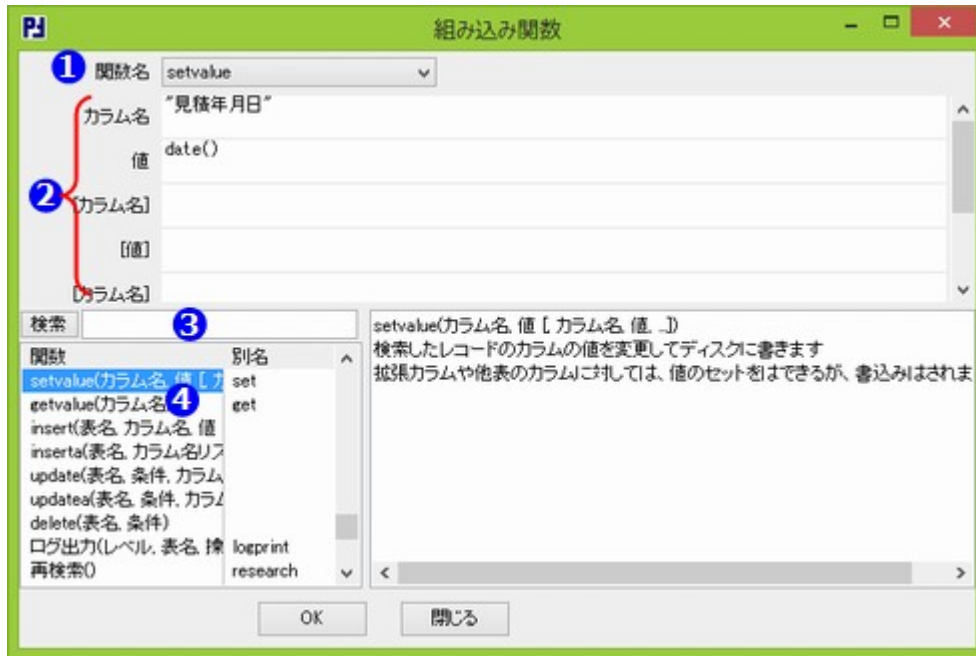 組み込み関数
1 関数名 setvalue
カラム名 "見積年月日"
値 date()
2
[カラム名]
[値]
[カラム名]
検索 3
関数 別名
setvalue(カラム名, 値 [ カ set
getvalue(カラム名 4 get
insert(表名, カラム名, 値
inserta(表名, カラム名リス
update(表名, 条件, カラム
updatea(表名, 条件, カラ
delete(表名, 条件)
ログ出力(レベル, 表名, 操 logprint
再検索() research
setvalue(カラム名, 値 [ カラム名, 値, ...])
検索したレコードのカラムの値を変更してディスクに書きます
拡張カラムや他表のカラムに対しては、値のセットをはできるが、書込みはされま
OK 閉じる